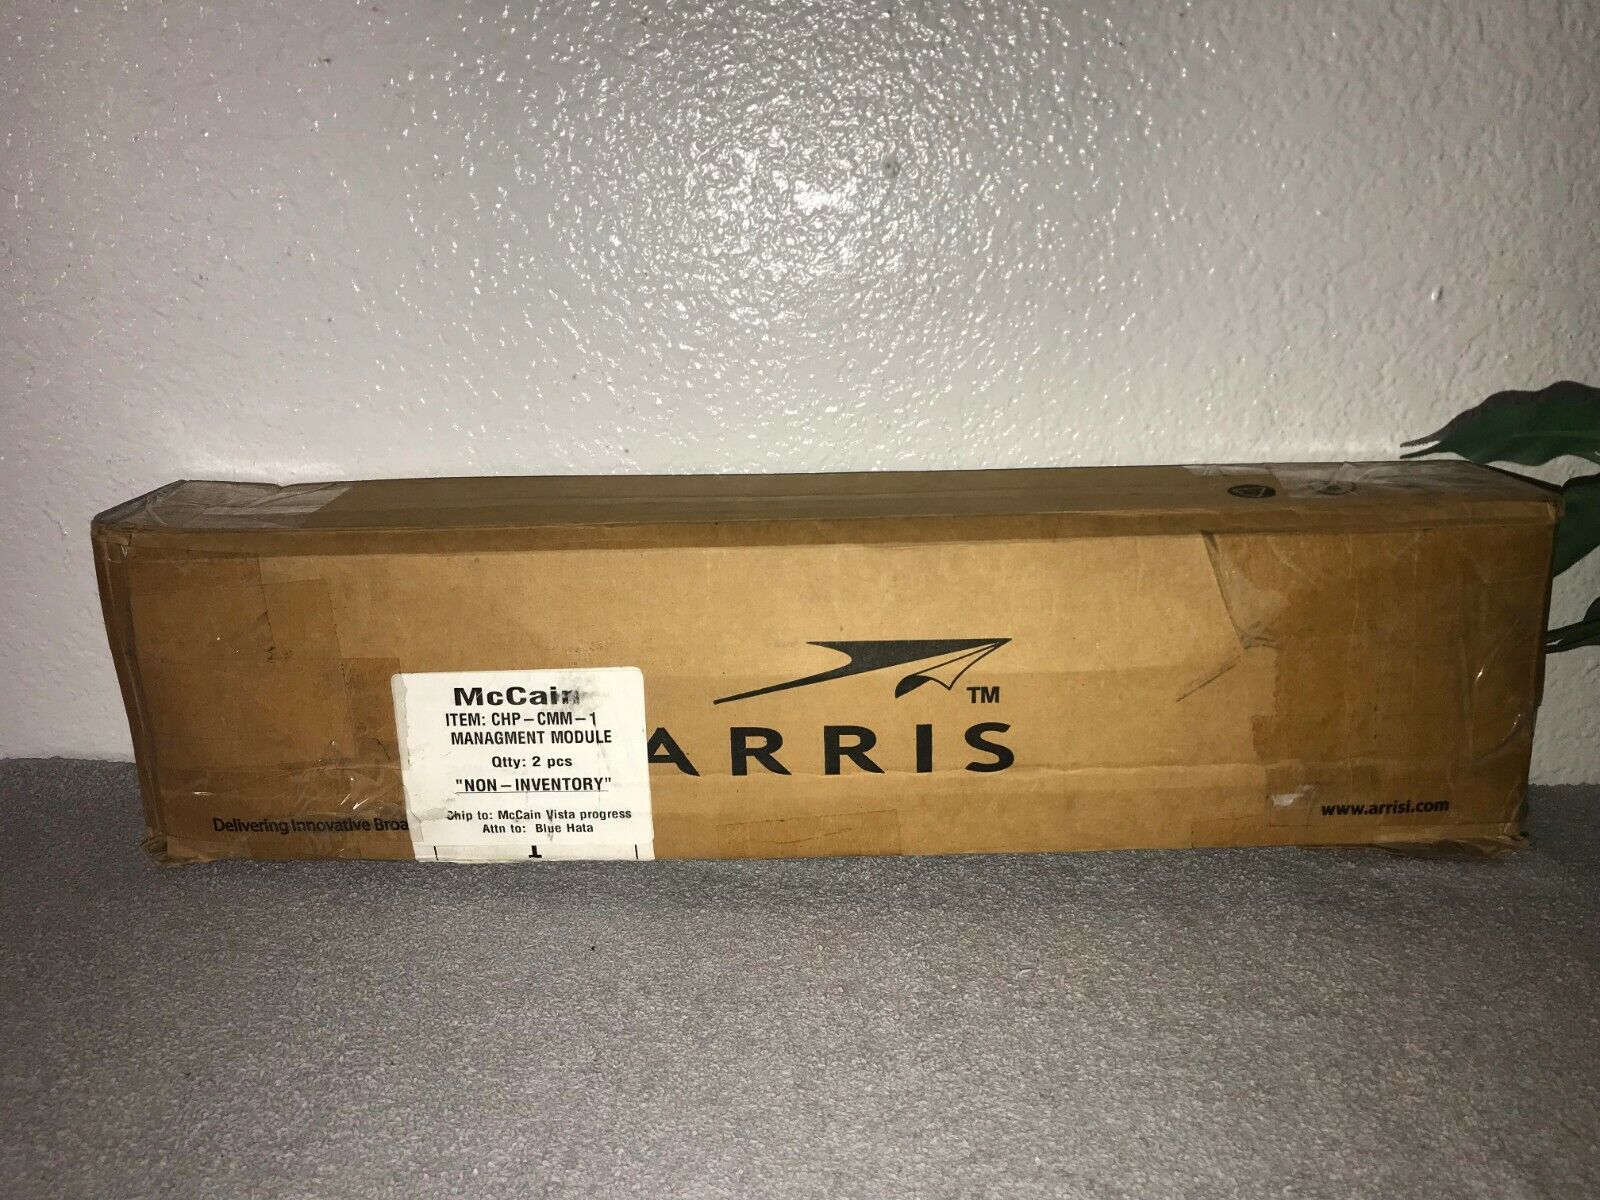 McCain
ITEM: CHP-CMM-1
MANAGMENT MODULE
Qtty: 2 pcs
"NON-INVENTORY"
Ship to: McCain Vista progress
Attn to: Blue Hata
TM
ARRIS
Delivering Innovative Broa
www.arrisi.com